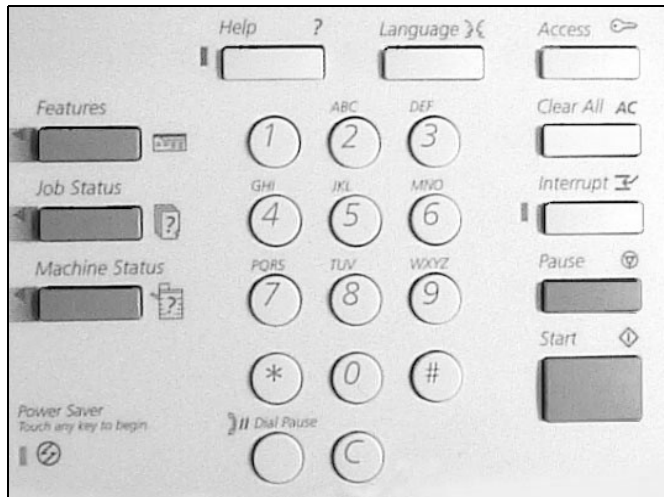 Help ?
Language
Access
Features
Clear All AC
ABC
DEF
1
2
3
Job Status
GHI
JKL
MNO
Interrupt
4
5
6
Machine Status
PQRS
TUV
WXYZ
Pause
7
8
9
Start
*
0
#
Power Saver
Touch any key to begin.
Dial Pause
C